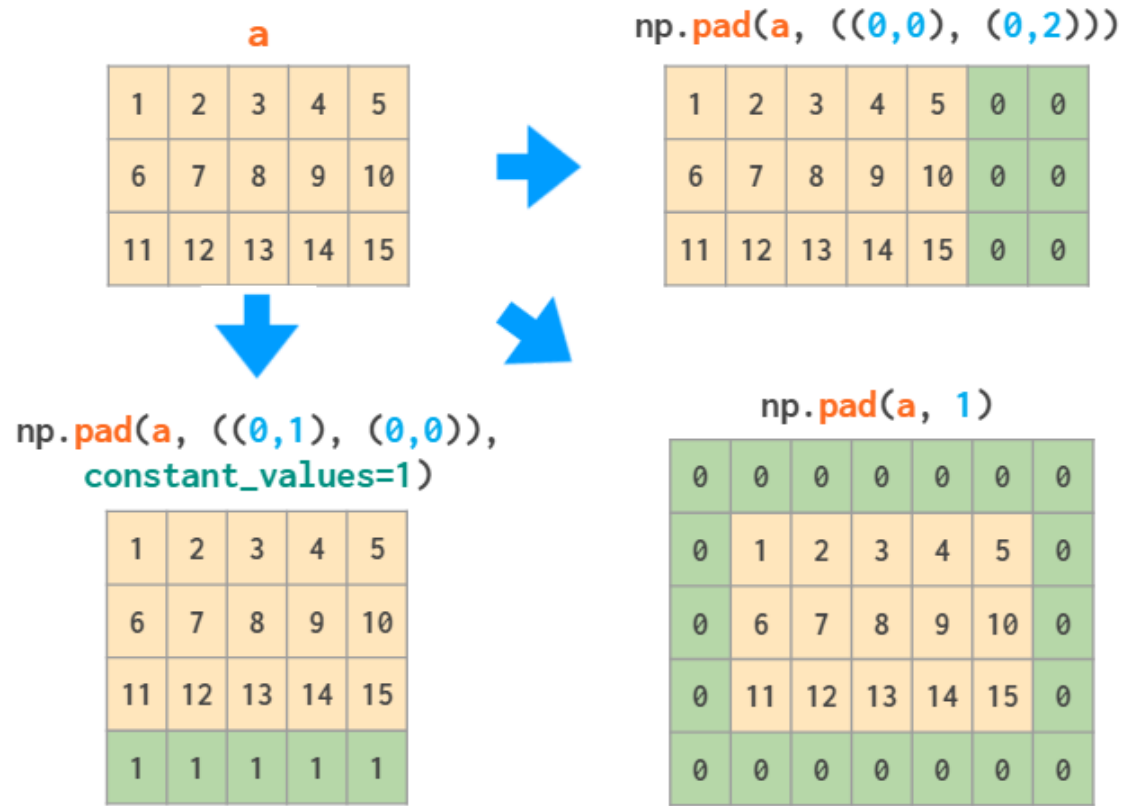 a
1 2 3 4 5
6 7 8 9 10
11 12 13 14 15
np.pad(a, ((0,0), (0,2)))
1 2 3 4 5 0 0
6 7 8 9 10 0 0
11 12 13 14 15 0 0
np.pad(a, ((0,1), (0,0)),
constant_values=1)
1 2 3 4 5
6 7 8 9 10
11 12 13 14 15
1 1 1 1 1
np.pad(a, 1)
0 0 0 0 0 0 0
0 1 2 3 4 5 0
0 6 7 8 9 10 0
0 11 12 13 14 15 0
0 0 0 0 0 0 0